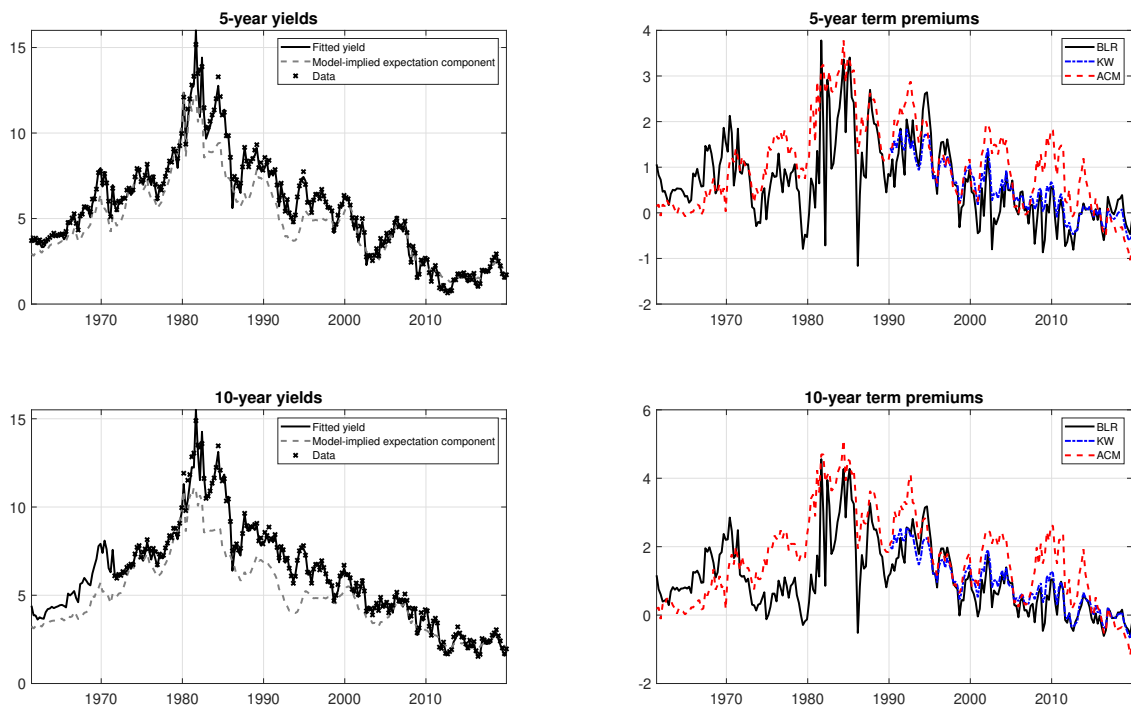 5-year yields
15
10
5
0
Fitted yield
Model-implied expectation component
Data
1970 1980 1990 2000 2010
5-year term premiums
4
3
2
1
0
-1
-2
BLR
KW
ACM
1970 1980 1990 2000 2010
10-year yields
15
10
5
0
Fitted yield
Model-implied expectation component
Data
1970 1980 1990 2000 2010
10-year term premiums
6
4
2
0
-2
BLR
KW
ACM
1970 1980 1990 2000 2010